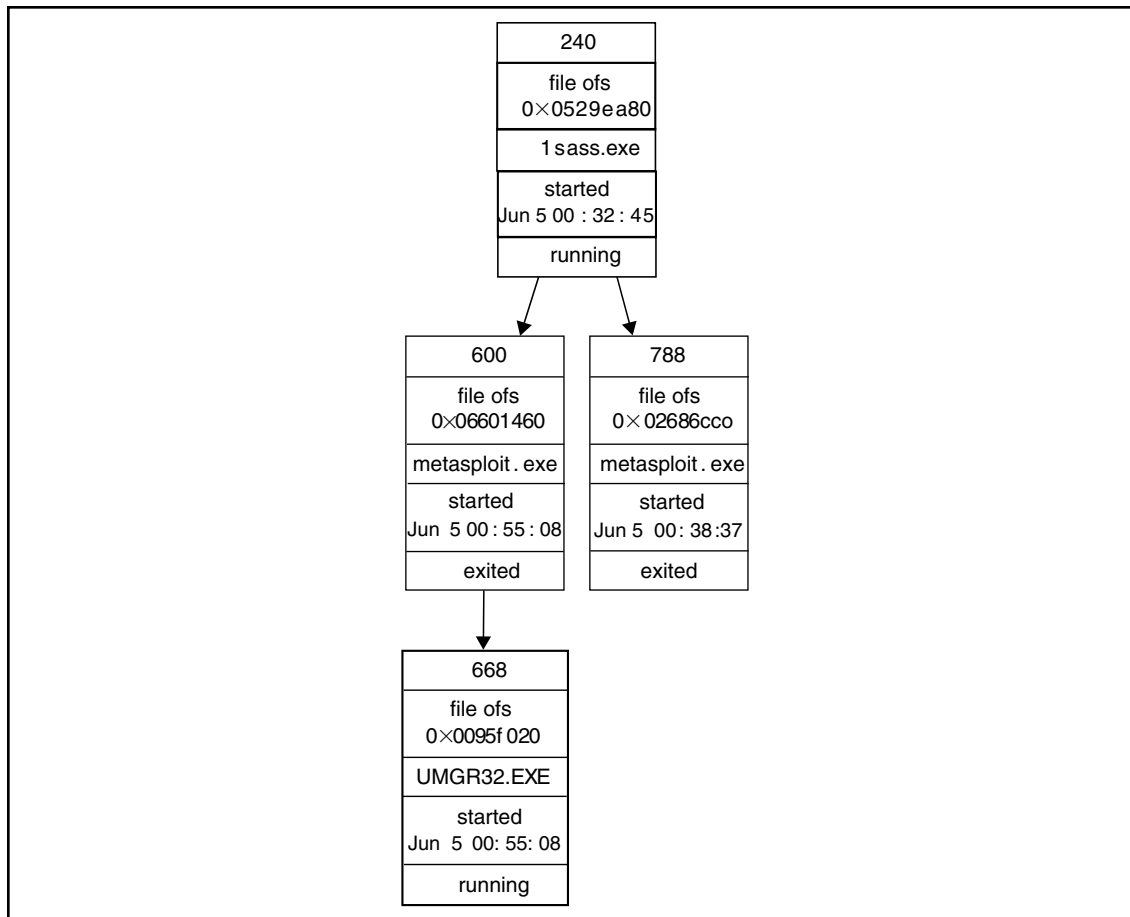 240
file ofs
0×0529ea80
1sass.exe
started
Jun 5 00 : 32 : 45
running
600
file ofs
0×06601460
metasploit.exe
started
Jun 5 00 : 55 : 08
exited
788
file ofs
0×02686cco
metasploit.exe
started
Jun 5 00: 38:37
exited
668
file ofs
0×0095f 020
UMGR32.EXE
started
Jun 5 00: 55: 08
running